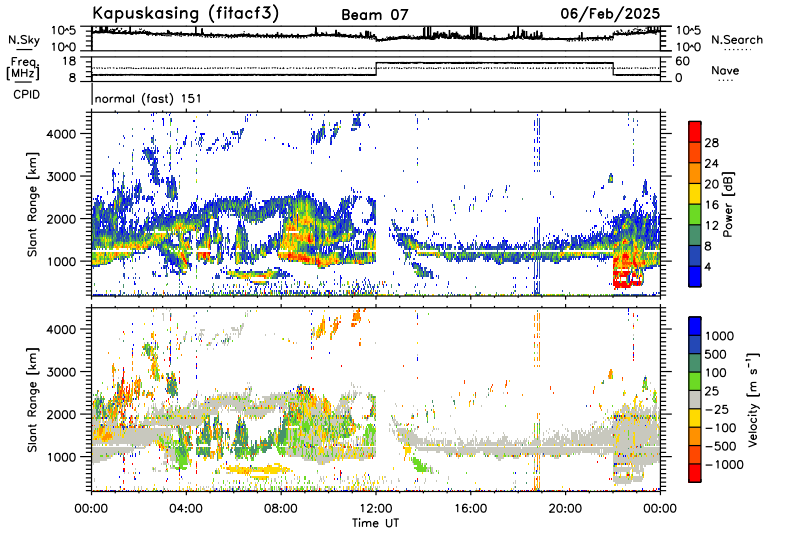 Kapuskasing (fitacf3) Beam 07 06/Feb/2025
N.Sky 10^5 10^0 10^5 10^0 N.Search
Freq. [MHz] 18 8 60 0 Nave
CPID normal (fast) 151
Slant Range [km] 4000 3000 2000 1000
Power [dB] 28 24 20 16 12 8 4
Slant Range [km] 4000 3000 2000 1000
Velocity [m s⁻¹] 1000 500 100 25 −25 −100 −500 −1000
00:00 04:00 08:00 12:00 16:00 20:00 00:00
Time UT